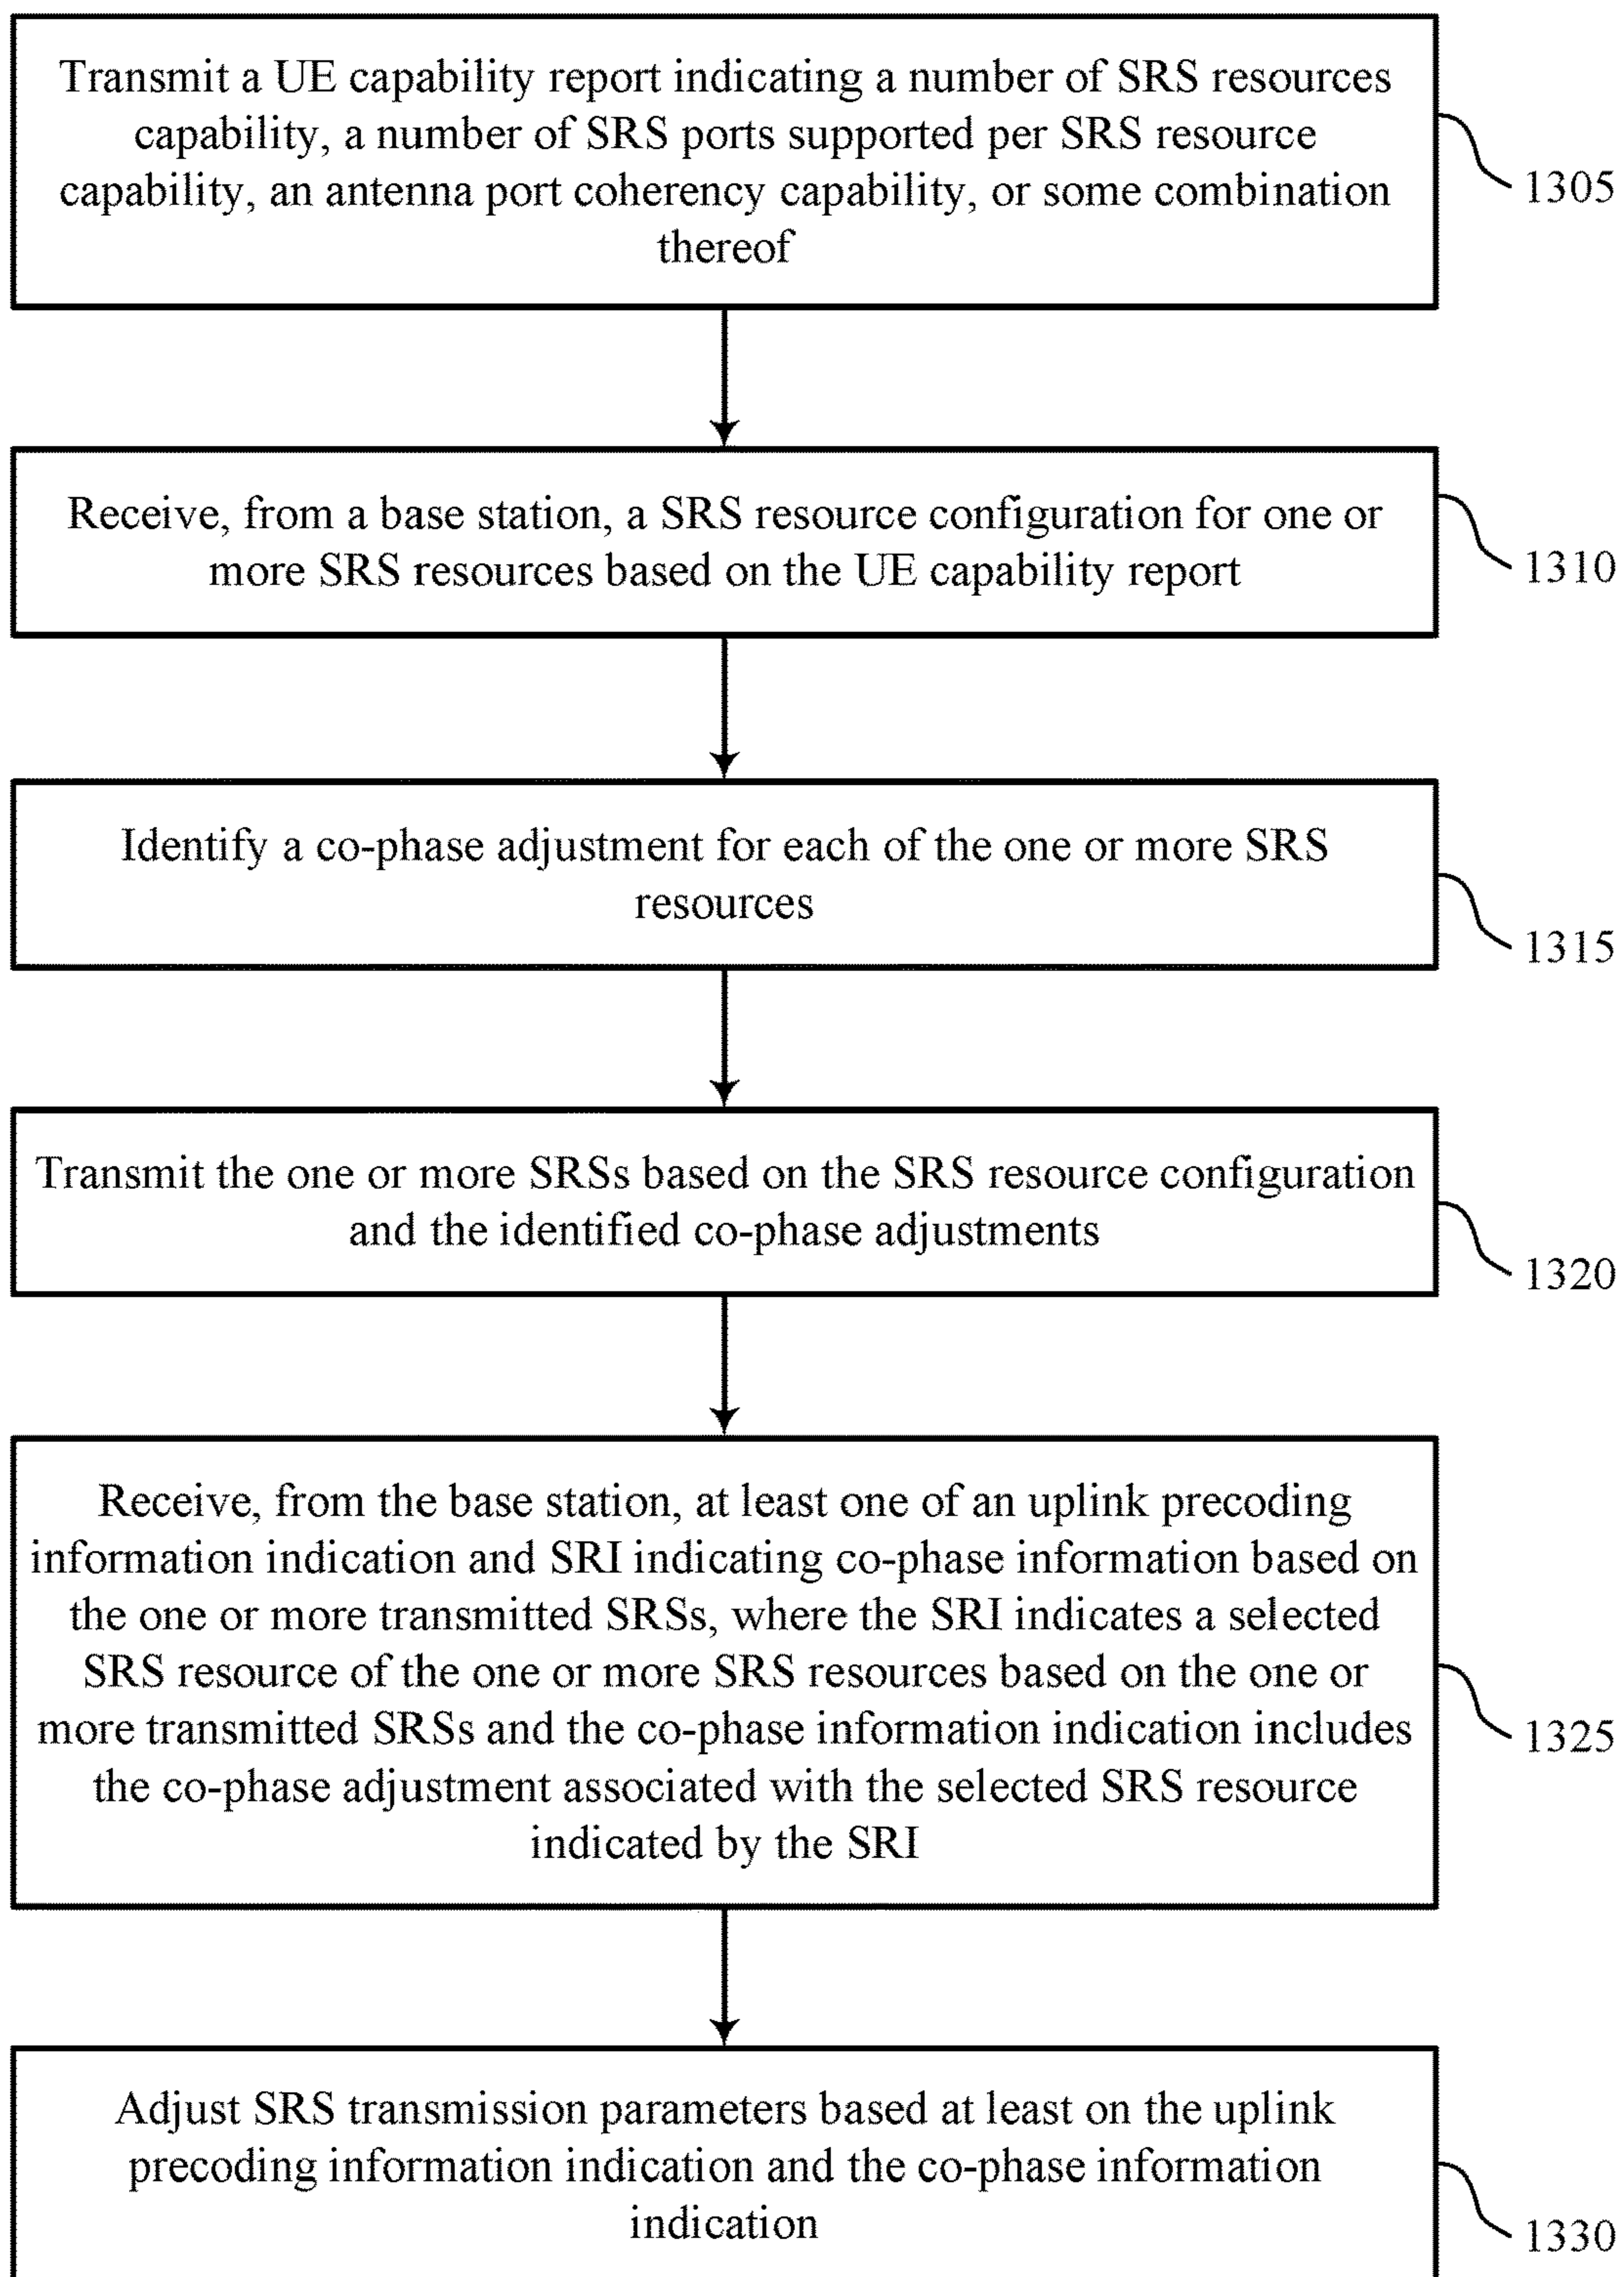 Transmit a UE capability report indicating a number of SRS resources
capability, a number of SRS ports supported per SRS resource
capability, an antenna port coherency capability, or some combination
thereof
1305
Receive, from a base station, a SRS resource configuration for one or
more SRS resources based on the UE capability report
1310
Identify a co-phase adjustment for each of the one or more SRS
resources
1315
Transmit the one or more SRSs based on the SRS resource configuration
and the identified co-phase adjustments
1320
Receive, from the base station, at least one of an uplink precoding
information indication and SRI indicating co-phase information based on
the one or more transmitted SRSs, where the SRI indicates a selected
SRS resource of the one or more SRS resources based on the one or
more transmitted SRSs and the co-phase information indication includes
the co-phase adjustment associated with the selected SRS resource
indicated by the SRI
1325
Adjust SRS transmission parameters based at least on the uplink
precoding information indication and the co-phase information
indication
1330